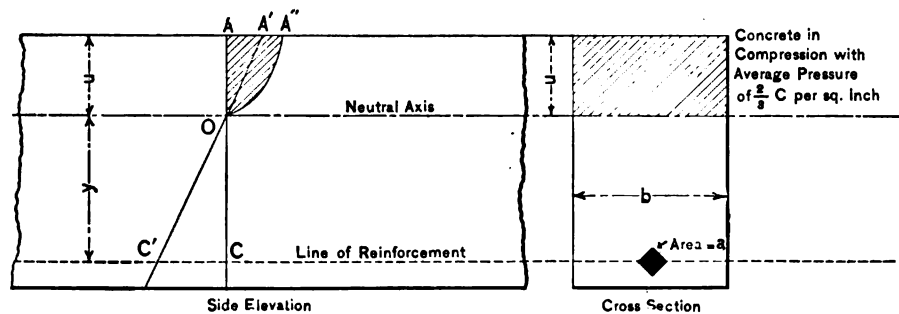 A A' A"
Concrete in
Compression with
Average Pressure
of 2/3 C per sq. Inch
u
u
Neutral Axis
O
y
b
C' C
Line of Reinforcement
Area = a
Side Elevation
Cross Section